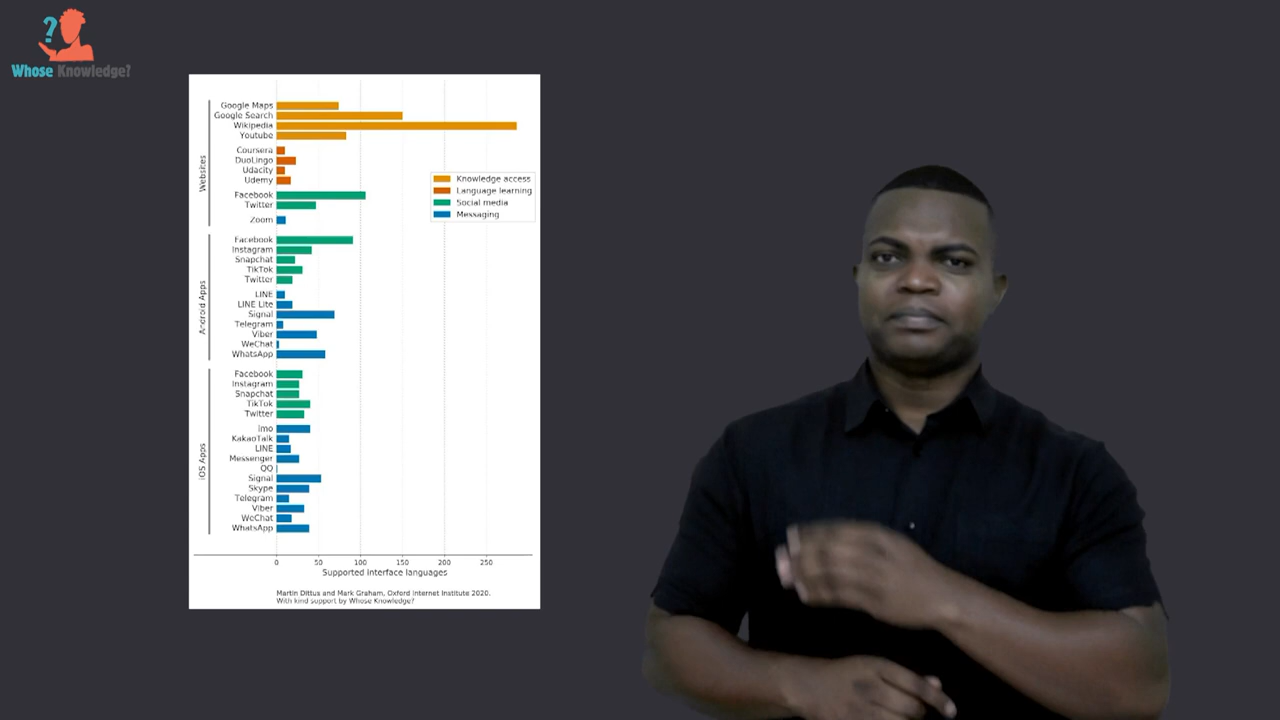 ?
Whose Knowledge?
Websites
Google Maps
Google Search
Wikipedia
Youtube
Coursera
DuoLingo
Udacity
Udemy
Facebook
Twitter
Zoom
Knowledge access
Language learning
Social media
Messaging
Android Apps
Facebook
Instagram
Snapchat
TikTok
Twitter
LINE
LINE Lite
Signal
Telegram
Viber
WeChat
WhatsApp
iOS Apps
Facebook
Instagram
Snapchat
TikTok
Twitter
imo
KakaoTalk
LINE
Messenger
QQ
Signal
Skype
Telegram
Viber
WeChat
WhatsApp
0 50 100 150 200 250
Supported interface languages
Martin Dittus and Mark Graham, Oxford Internet Institute 2020.
With kind support by Whose Knowledge?